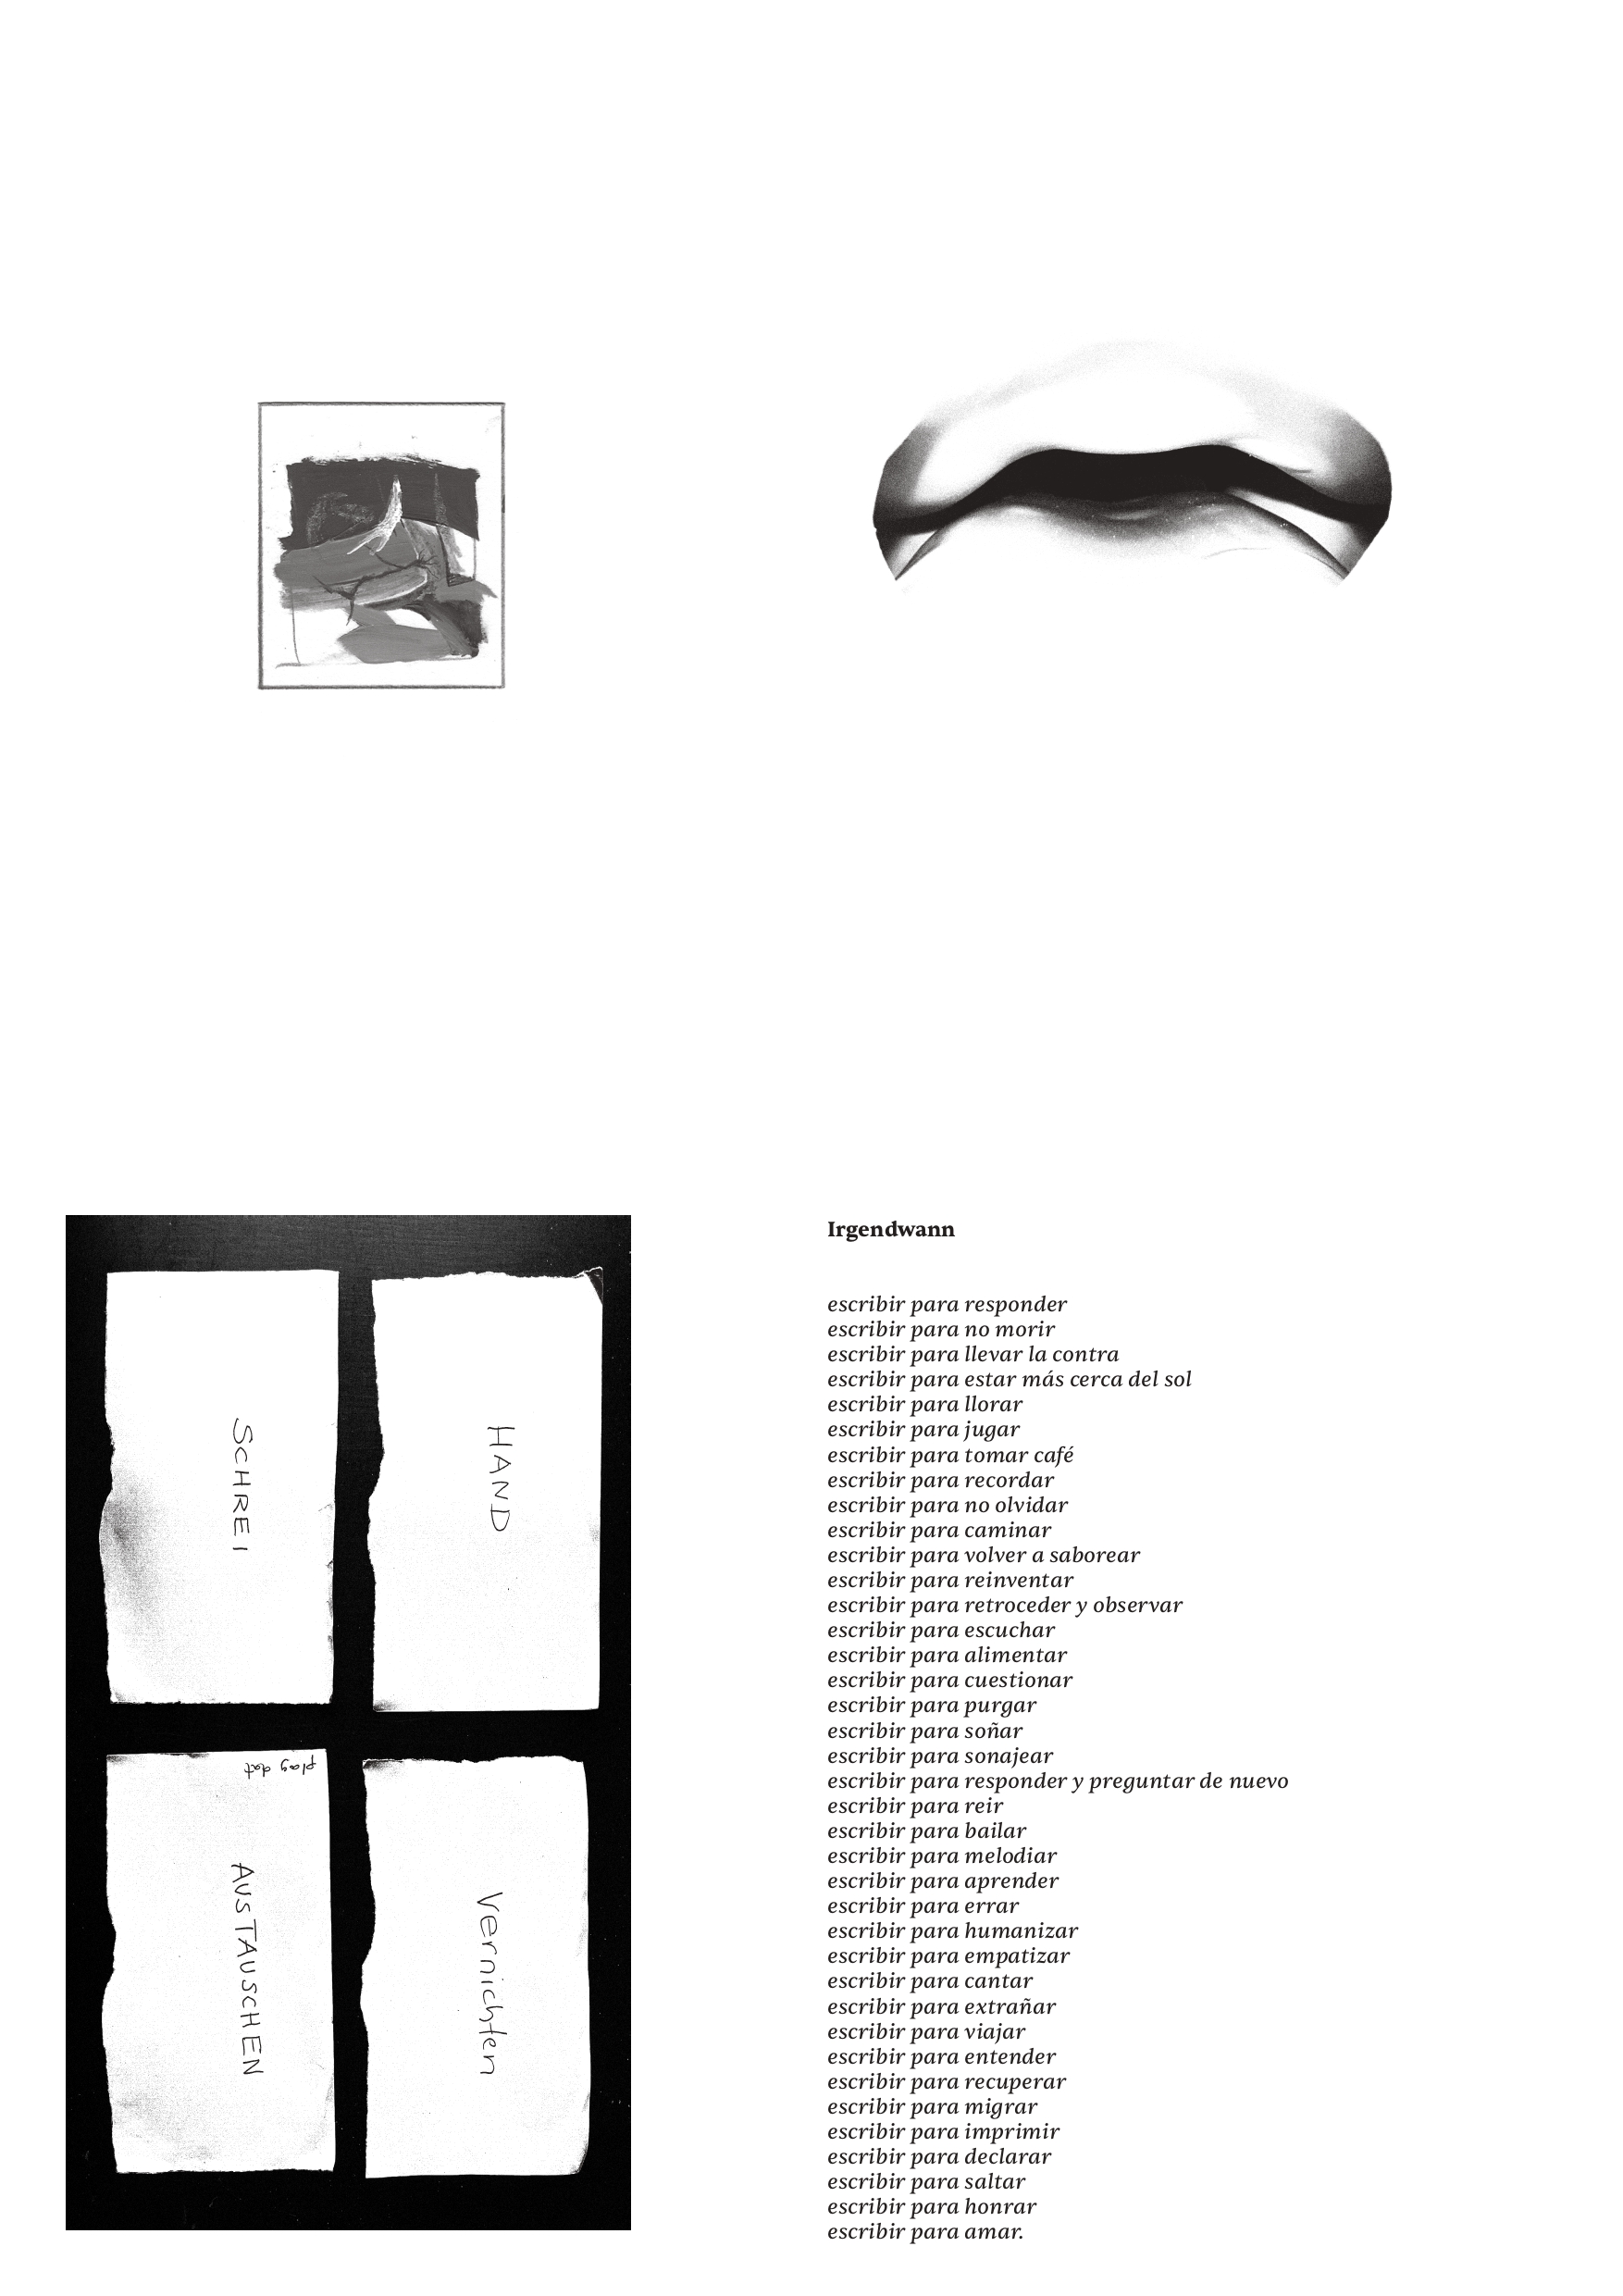 SCHREI
HAND
play dat
AUSTAUSCHEN
Vernichten
Irgendwann
escribir para responder
escribir para no morir
escribir para llevar la contra
escribir para estar más cerca del sol
escribir para llorar
escribir para jugar
escribir para tomar café
escribir para recordar
escribir para no olvidar
escribir para caminar
escribir para volver a saborear
escribir para reinventar
escribir para retroceder y observar
escribir para escuchar
escribir para alimentar
escribir para cuestionar
escribir para purgar
escribir para soñar
escribir para sonajear
escribir para responder y preguntar de nuevo
escribir para reir
escribir para bailar
escribir para melodiar
escribir para aprender
escribir para errar
escribir para humanizar
escribir para empatizar
escribir para cantar
escribir para extrañar
escribir para viajar
escribir para entender
escribir para recuperar
escribir para migrar
escribir para imprimir
escribir para declarar
escribir para saltar
escribir para honrar
escribir para amar.